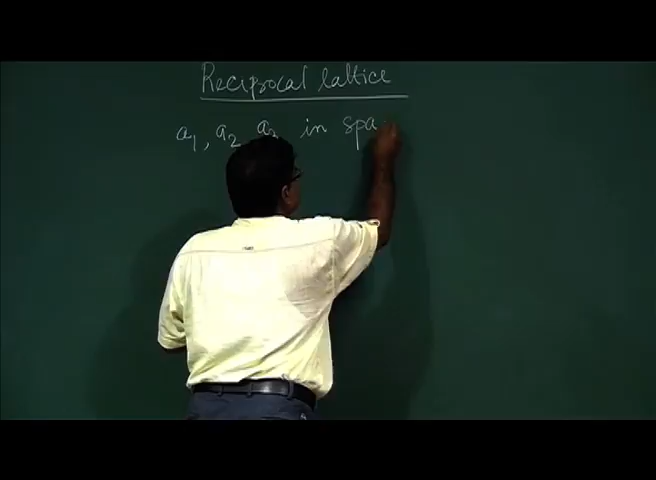 Reciprocal lattice
a₁, a₂ a₃ in spa